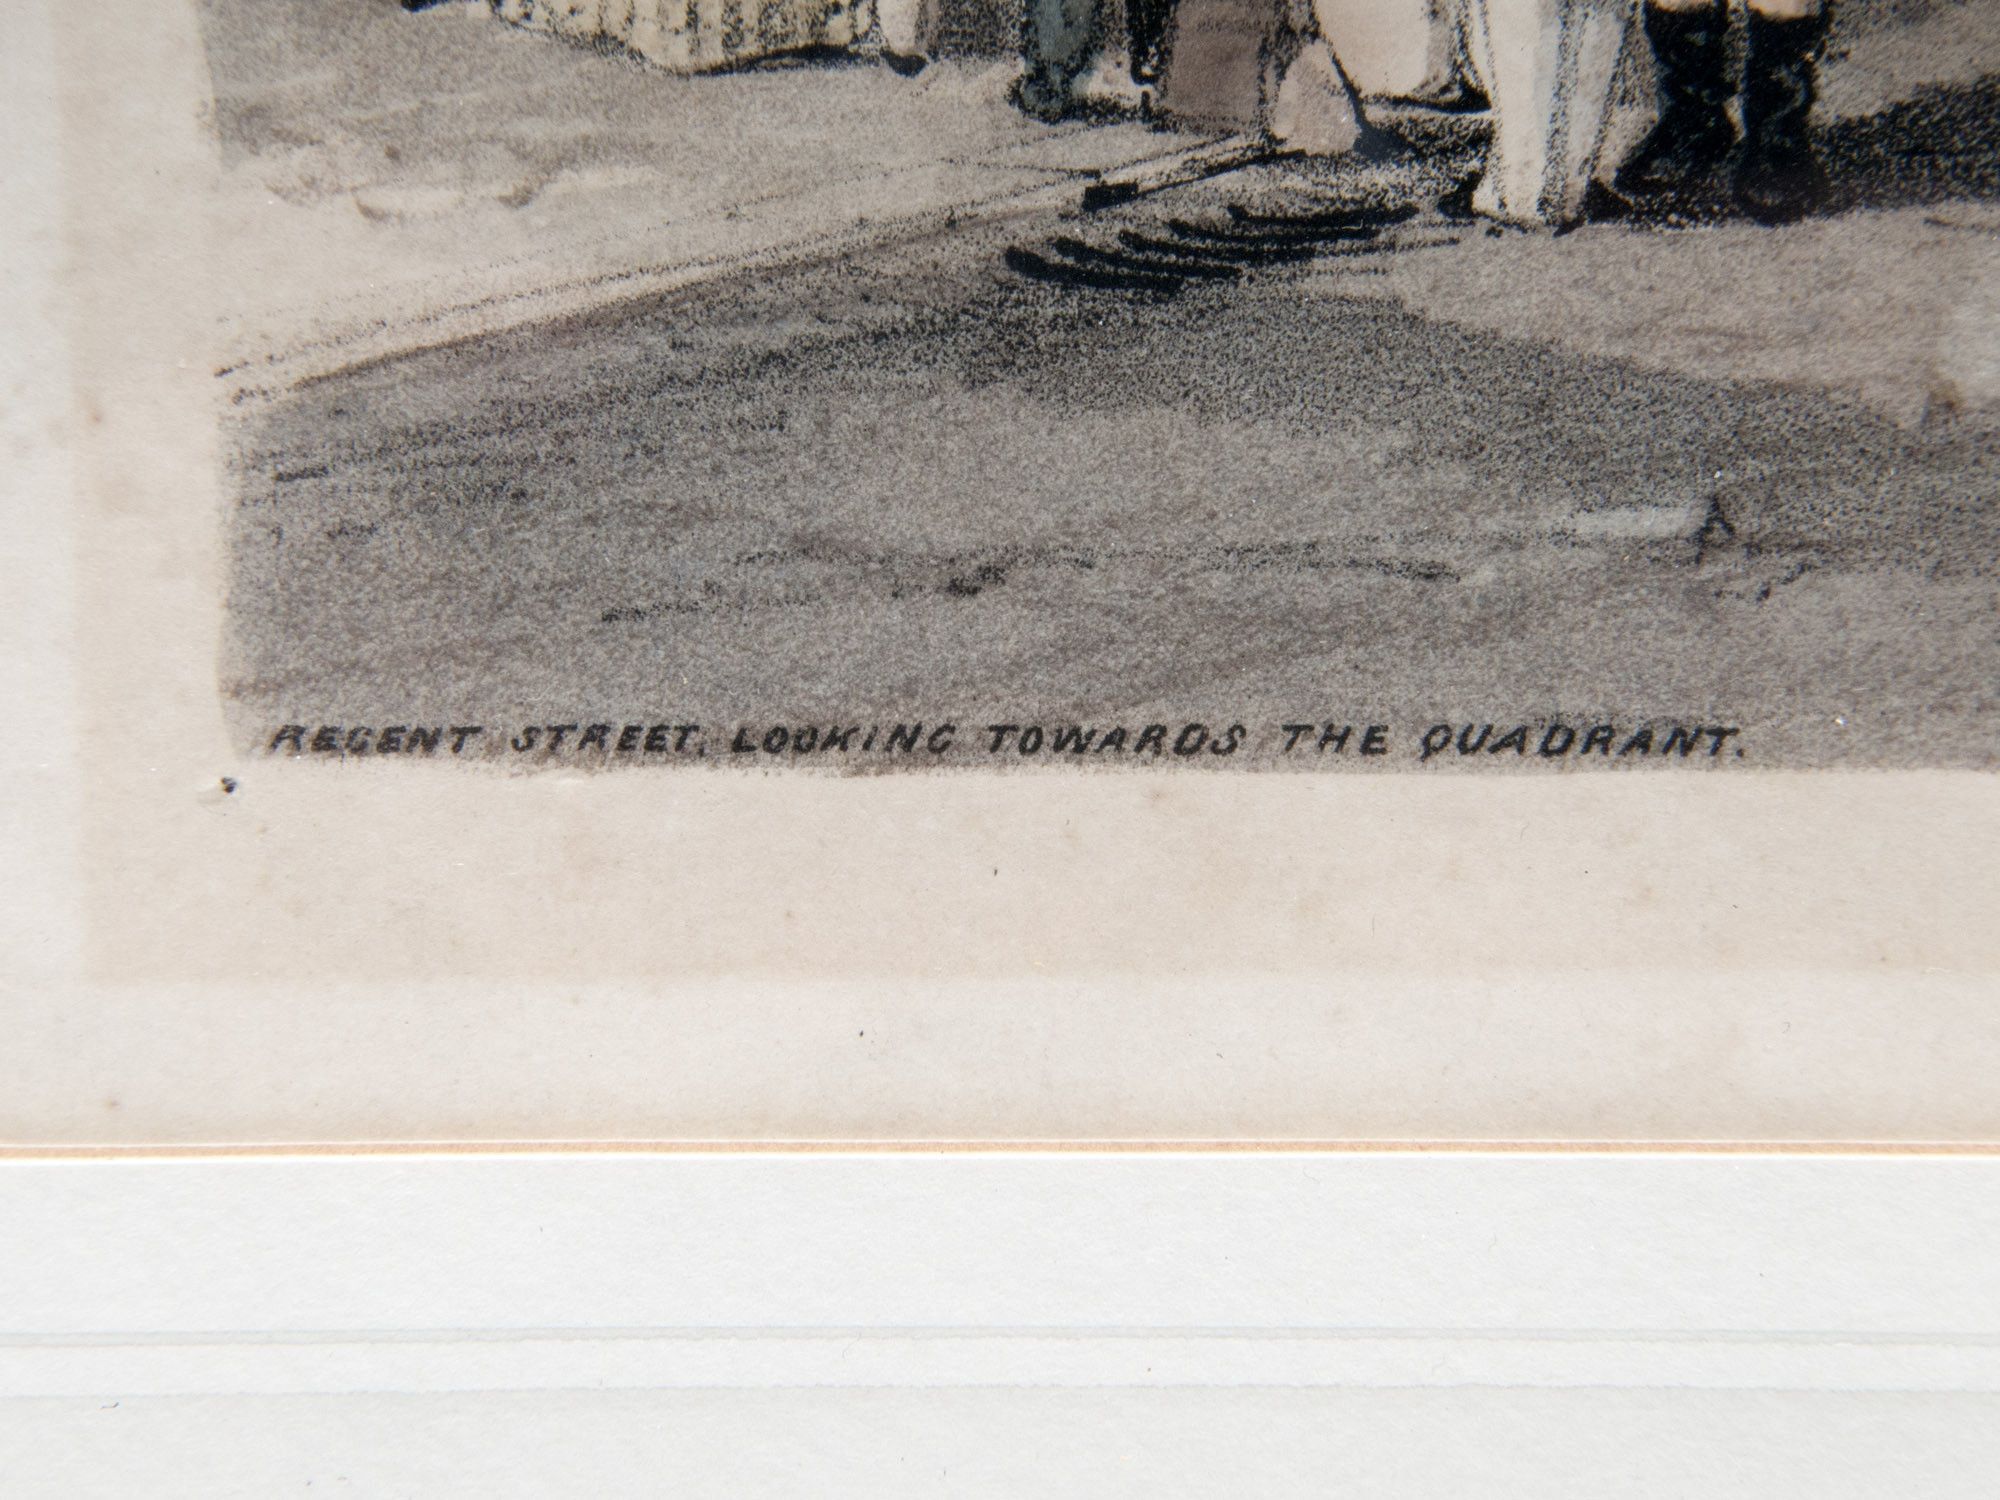 REGENT STREET, LOOKING TOWARDS THE QUADRANT.